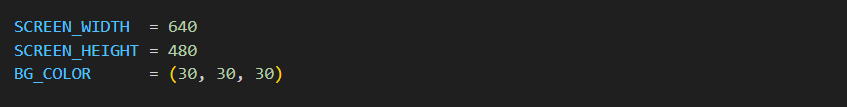 SCREEN_WIDTH  = 640
SCREEN_HEIGHT = 480
BG_COLOR      = (30, 30, 30)